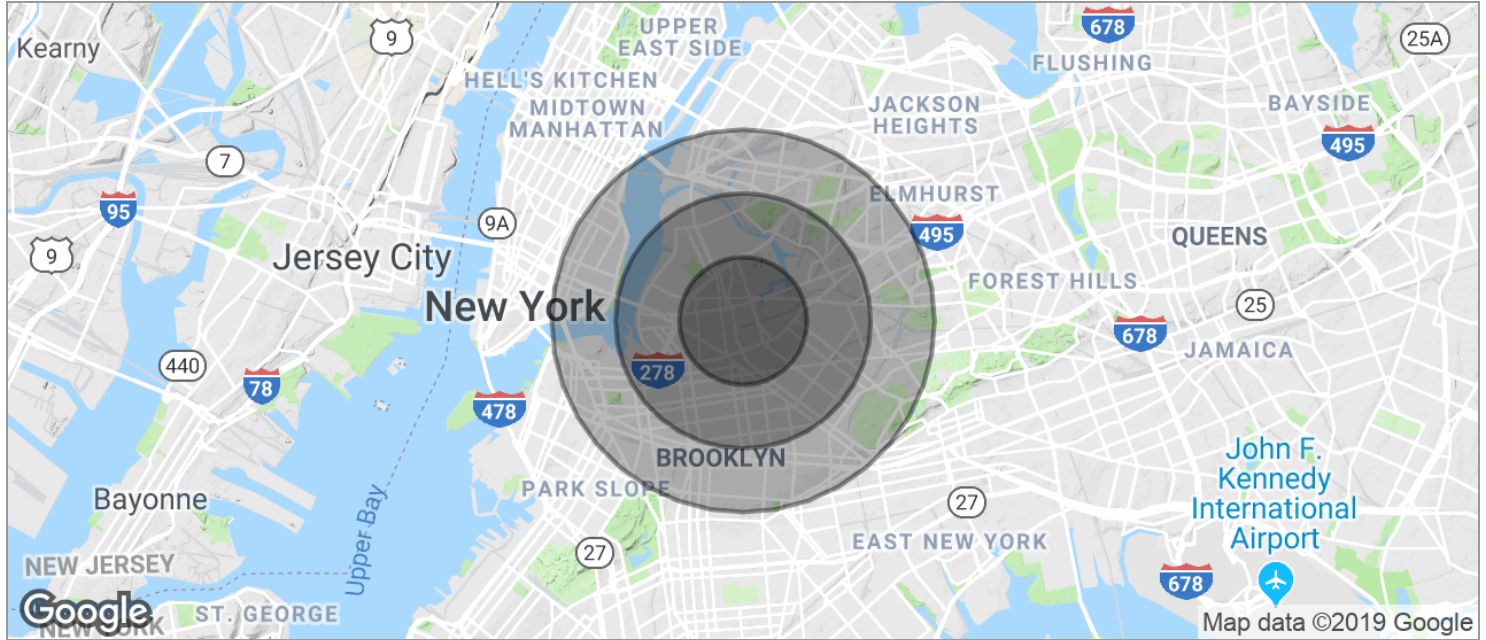 678
Kearny
9
UPPER
EAST SIDE
25A
FLUSHING
HELL'S KITCHEN
MIDTOWN
MANHATTAN
JACKSON
HEIGHTS
BAYSIDE
495
7
95
9A
ELMHURST
495
QUEENS
9
Jersey City
New York
FOREST HILLS
25
678
JAMAICA
440
78
278
478
BROOKLYN
PARK SLOPE
John F.
Kennedy
International
Airport
Bayonne
27
Upper Bay
27
EAST NEW YORK
NEW JERSEY
678
Google
NEW YORK
ST. GEORGE
Map data ©2019 Google